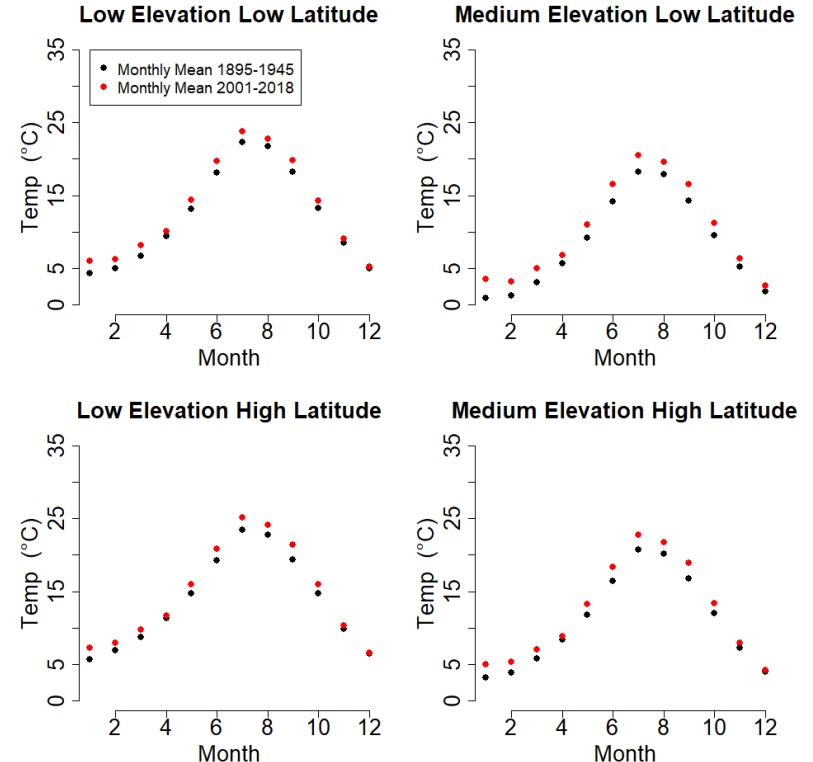 Low Elevation Low Latitude
35
25
15
5
0
Temp (°C)
Monthly Mean 1895-1945
Monthly Mean 2001-2018
2 4 6 8 10 12
Month
Medium Elevation Low Latitude
35
25
15
5
0
Temp (°C)
2 4 6 8 10 12
Month
Low Elevation High Latitude
35
25
15
5
0
Temp (°C)
2 4 6 8 10 12
Month
Medium Elevation High Latitude
35
25
15
5
0
Temp (°C)
2 4 6 8 10 12
Month